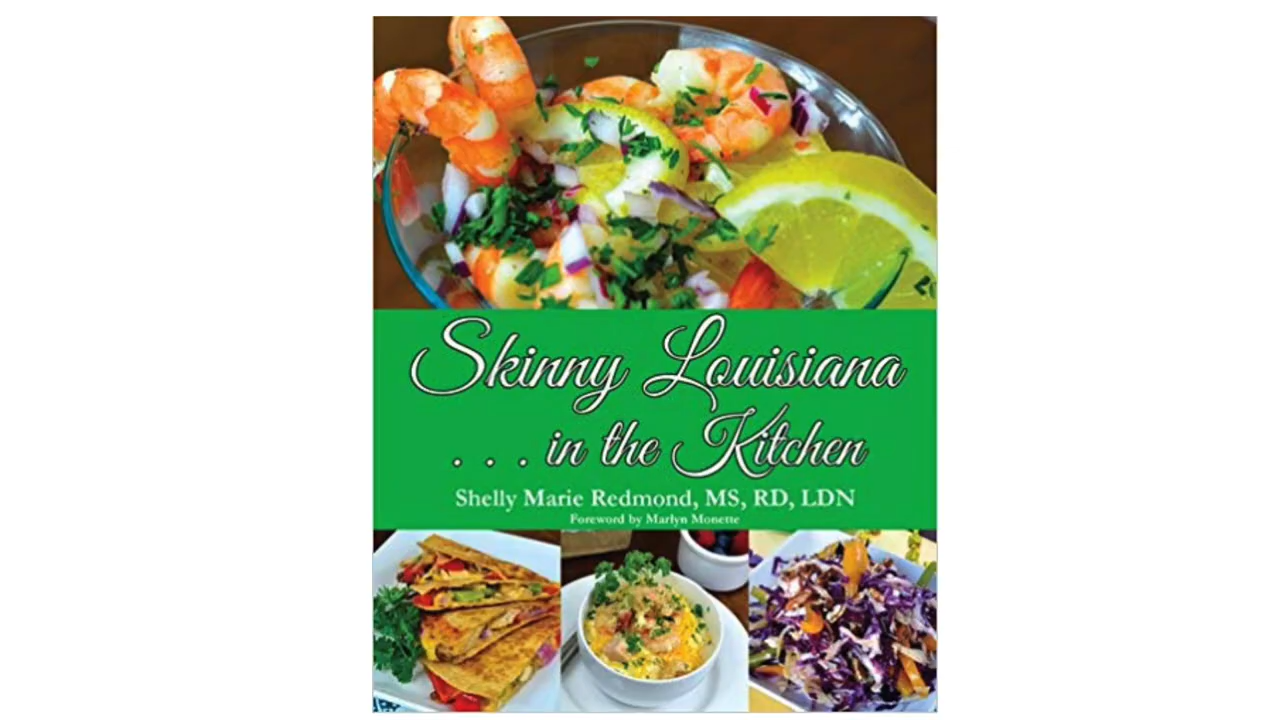 Skinny Louisiana
. . . in the Kitchen
Shelly Marie Redmond, MS, RD, LDN
Foreword by Marlyn Monette